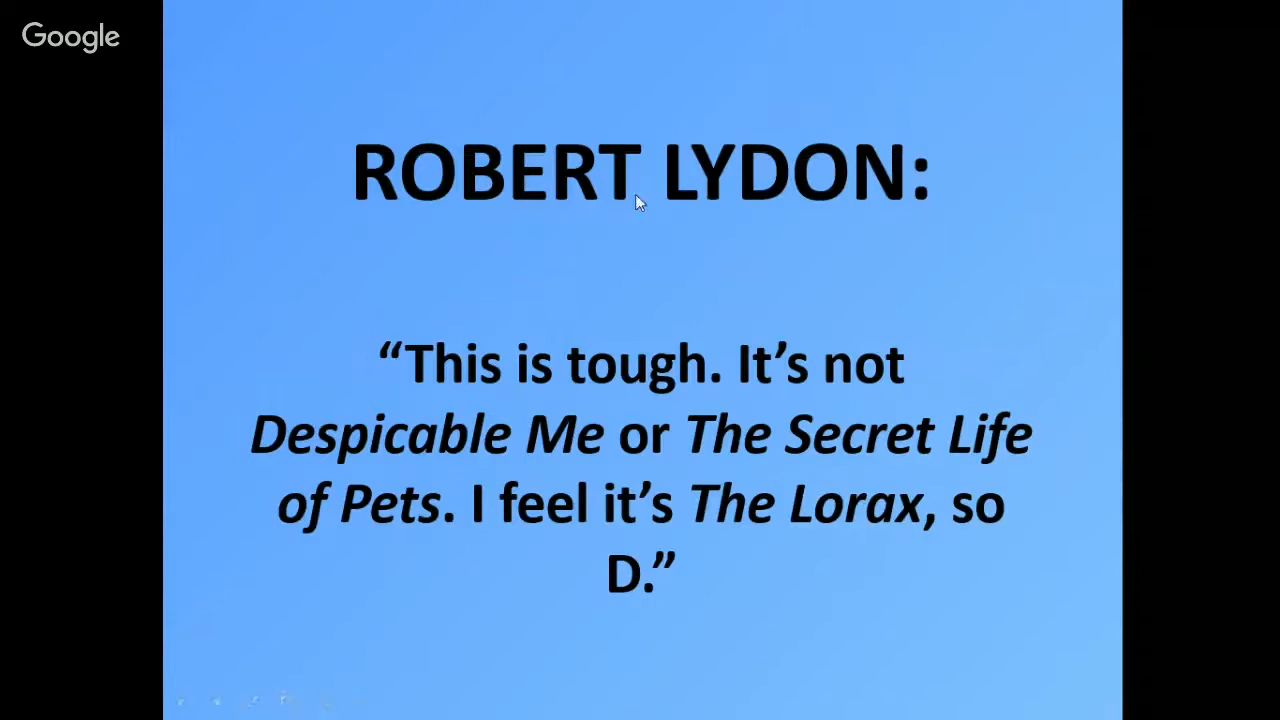 Google
ROBERT LYDON:
“This is tough. It’s not
Despicable Me or The Secret Life
of Pets. I feel it’s The Lorax, so
D.”